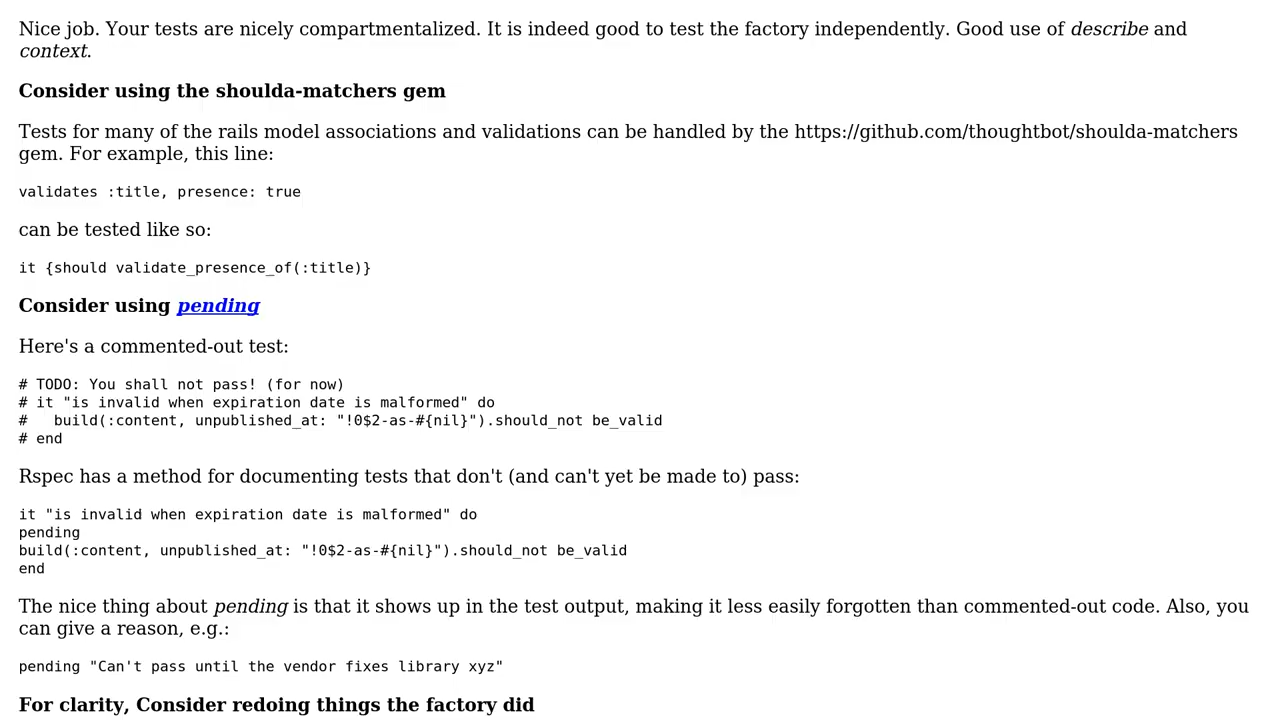 Nice job. Your tests are nicely compartmentalized. It is indeed good to test the factory independently. Good use of describe and
context.
Consider using the shoulda-matchers gem
Tests for many of the rails model associations and validations can be handled by the https://github.com/thoughtbot/shoulda-matchers
gem. For example, this line:
validates :title, presence: true
can be tested like so:
it {should validate_presence_of(:title)}
Consider using pending
Here's a commented-out test:
# TODO: You shall not pass! (for now)
# it "is invalid when expiration date is malformed" do
#   build(:content, unpublished_at: "!0$2-as-#{nil}").should_not be_valid
# end
Rspec has a method for documenting tests that don't (and can't yet be made to) pass:
it "is invalid when expiration date is malformed" do
pending
build(:content, unpublished_at: "!0$2-as-#{nil}").should_not be_valid
end
The nice thing about pending is that it shows up in the test output, making it less easily forgotten than commented-out code. Also, you
can give a reason, e.g.:
pending "Can't pass until the vendor fixes library xyz"
For clarity, Consider redoing things the factory did